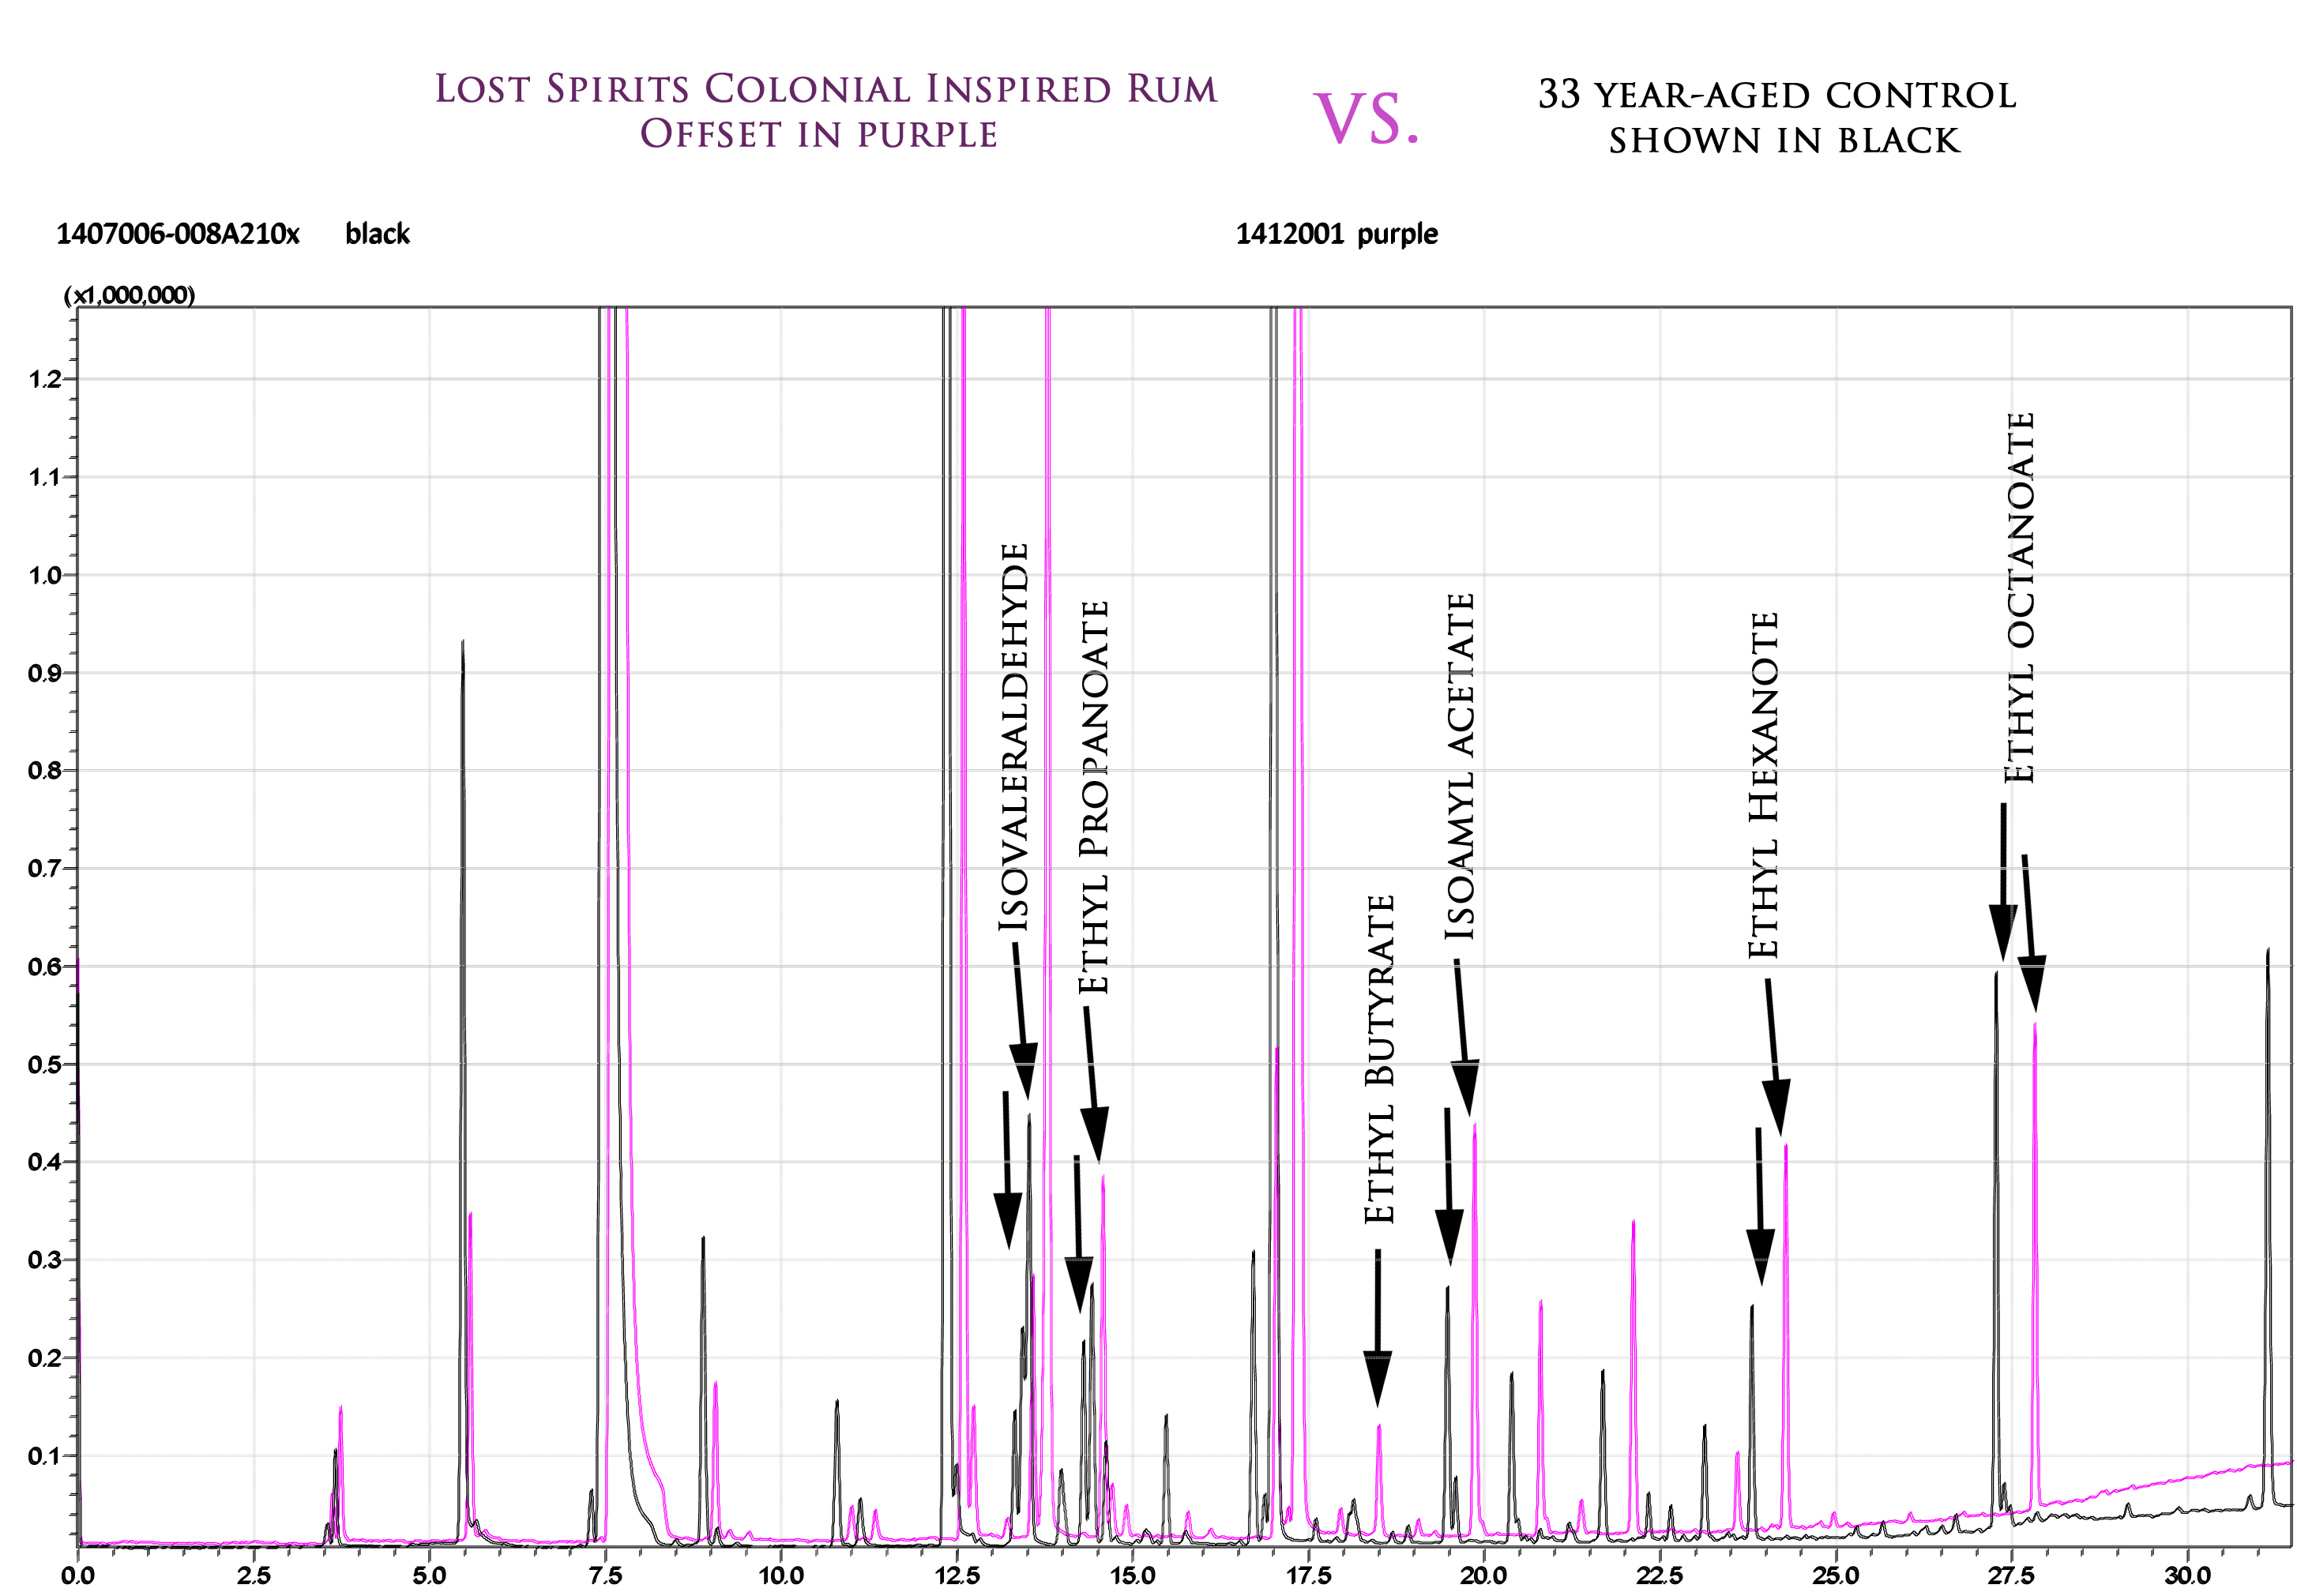 Lost Spirits Colonial Inspired Rum
Offset in purple
vs.
33 year-aged control
shown in black
1407006-008A210x black
1412001 purple
(x1,000,000)
1.2
1.1
1.0
0.9
0.8
0.7
0.6
0.5
0.4
0.3
0.2
0.1
Isovaleraldehyde
Ethyl Propanoate
Ethyl Butyrate
Isoamyl acetate
Ethyl Hexanote
Ethyl octanoate
0.0 2.5 5.0 7.5 10.0 12.5 15.0 17.5 20.0 22.5 25.0 27.5 30.0